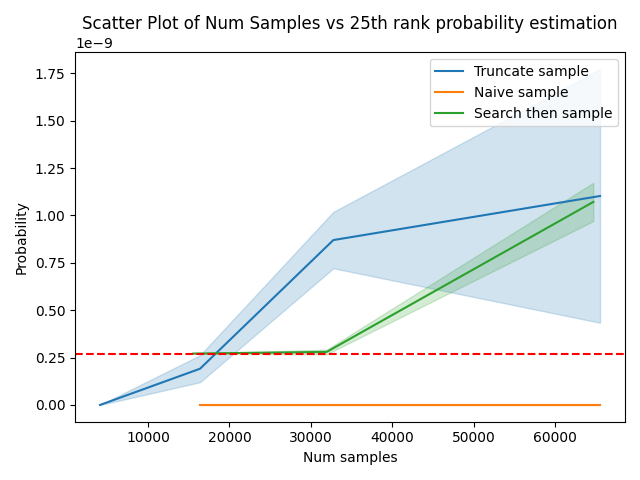 Scatter Plot of Num Samples vs 25th rank probability estimation
1e−9
Truncate sample
Naive sample
Search then sample
1.75
1.50
1.25
1.00
0.75
0.50
0.25
0.00
Probability
10000 20000 30000 40000 50000 60000
Num samples